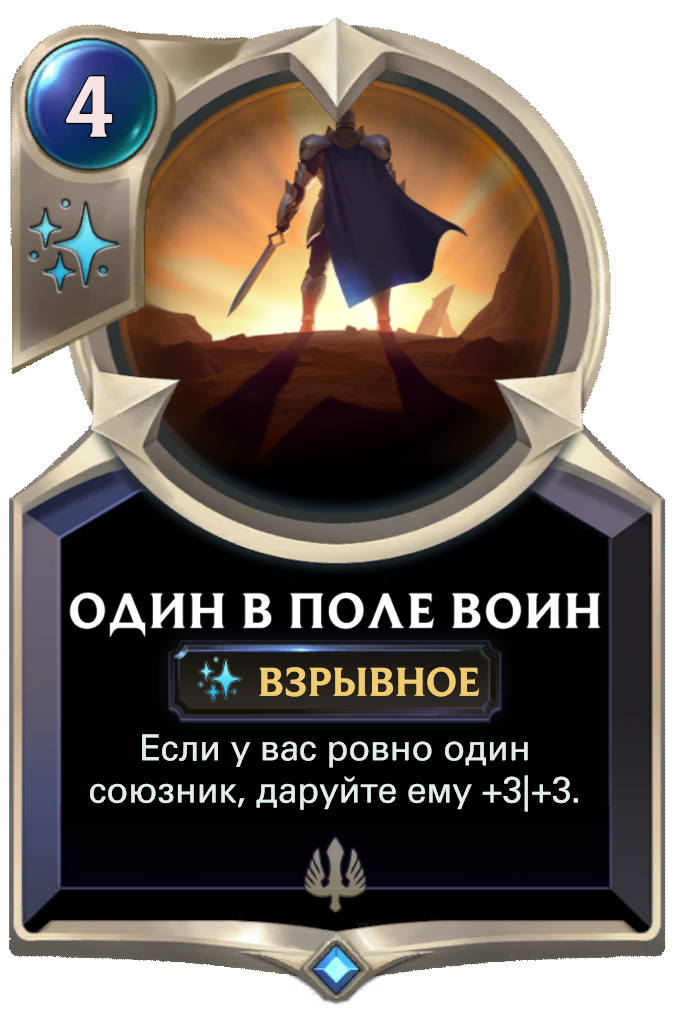 4
ОДИН В ПОЛЕ ВОИН
ВЗРЫВНОЕ
Если у вас ровно один
союзник, даруйте ему +3|+3.